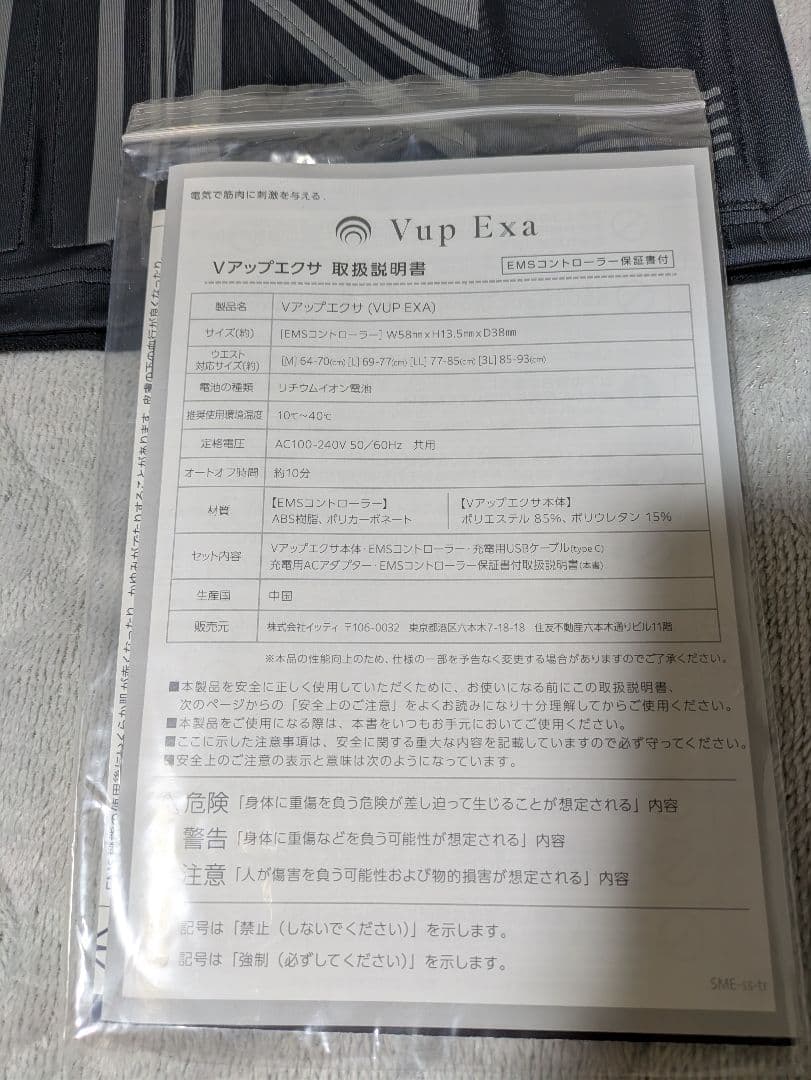 電気で筋肉に刺激を与える。
Vup Exa
Vアップエクサ 取扱説明書
EMSコントローラー保証書付
製品名 Vアップエクサ (VUP EXA)
サイズ(約) [EMSコントローラー] W58㎜xH13.5㎜xD38㎜
ウエスト
対応サイズ(約) [M] 64-70(cm) [L] 69-77(cm) [LL] 77-85(cm) [3L] 85-93(cm)
電池の種類 リチウムイオン電池
推奨使用環境温度 10℃～40℃
定格電圧 AC100-240V 50/60Hz 共用
オートオフ時間 約10分
材質
【EMSコントローラー】
ABS樹脂、ポリカーボネート
【Vアップエクサ本体】
ポリエステル 85%、ポリウレタン 15%
セット内容 Vアップエクサ本体・EMSコントローラー・充電用USBケーブル(type C)
充電用ACアダプター・EMSコントローラー保証書付取扱説明書(本書)
生産国 中国
販売元 株式会社イッティ 〒106-0032 東京都港区六本木7-18-18 住友不動産六本木通りビル11階
※本品の性能向上のため、仕様の一部を予告なく変更する場合がありますのでご了承ください。
■本製品を安全に正しく使用していただくために、お使いになる前にこの取扱説明書、
次のページからの「安全上のご注意」をよくお読みになり十分理解してからご使用ください。
■本製品をご使用になる際は、本書をいつもお手元においてご使用ください。
■ここに示した注意事項は、安全に関する重大な内容を記載していますので必ず守ってください。
■安全上のご注意の表示と意味は次のようになっています。
危険「身体に重傷を負う危険が差し迫って生じることが想定される」内容
警告「身体に重傷などを負う可能性が想定される」内容
注意「人が傷害を負う可能性および物的損害が想定される」内容
記号は「禁止（しないでください）」を示します。
記号は「強制（必ずしてください）」を示します。
SME-ss-tr